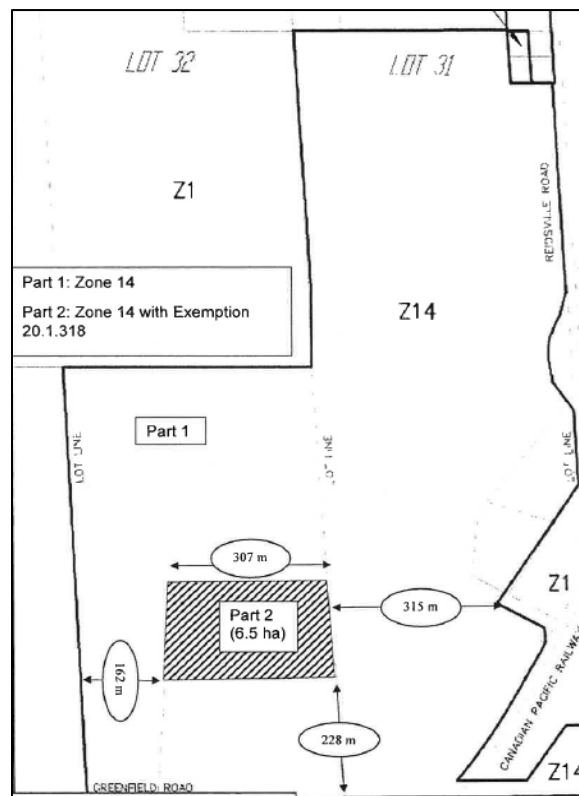 LOT 32
LOT 31
REIDSVILLE ROAD
Z1
Part 1: Zone 14
Part 2: Zone 14 with Exemption
20.1.318
Z14
Part 1
LOT LINE
LOT LINE
LOT LINE
307 m
Z1
Part 2
(6.5 ha)
315 m
162 m
CANADIAN PACIFIC RAILWAY
228 m
Z14
GREENFIELD ROAD